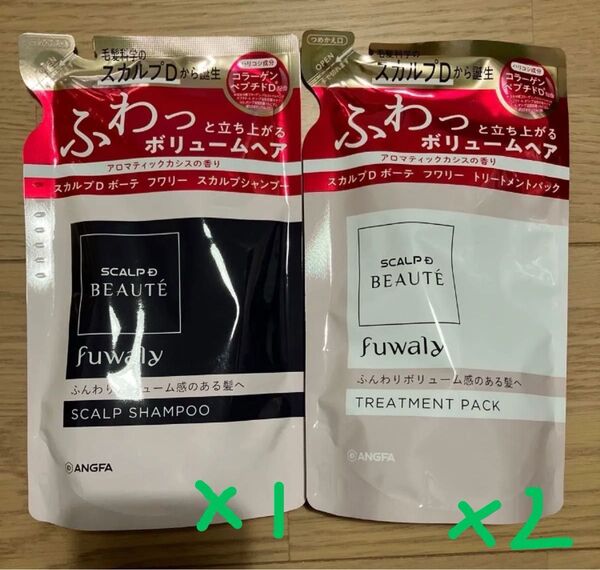 毛髪科学の
スカルプDから誕生
ハリコシ成分
コラーゲン
ペプチドD
ふわっ
と立ち上がる
ボリュームヘア
アロマティックカシスの香り
スカルプD ボーテ フワリー スカルプシャンプー
SCALP-D
BEAUTÉ
fuwaly
ふんわりボリューム感のある髪へ
SCALP SHAMPOO
ANGFA
×1
つめかえ口
OPEN
毛髪科学の
スカルプDから誕生
ハリコシ成分
コラーゲン
ペプチドD
ふわっ
と立ち上がる
ボリュームヘア
アロマティックカシスの香り
スカルプD ボーテ フワリー トリートメントパック
SCALP-D
BEAUTÉ
fuwaly
ふんわりボリューム感のある髪へ
TREATMENT PACK
ANGFA
×2